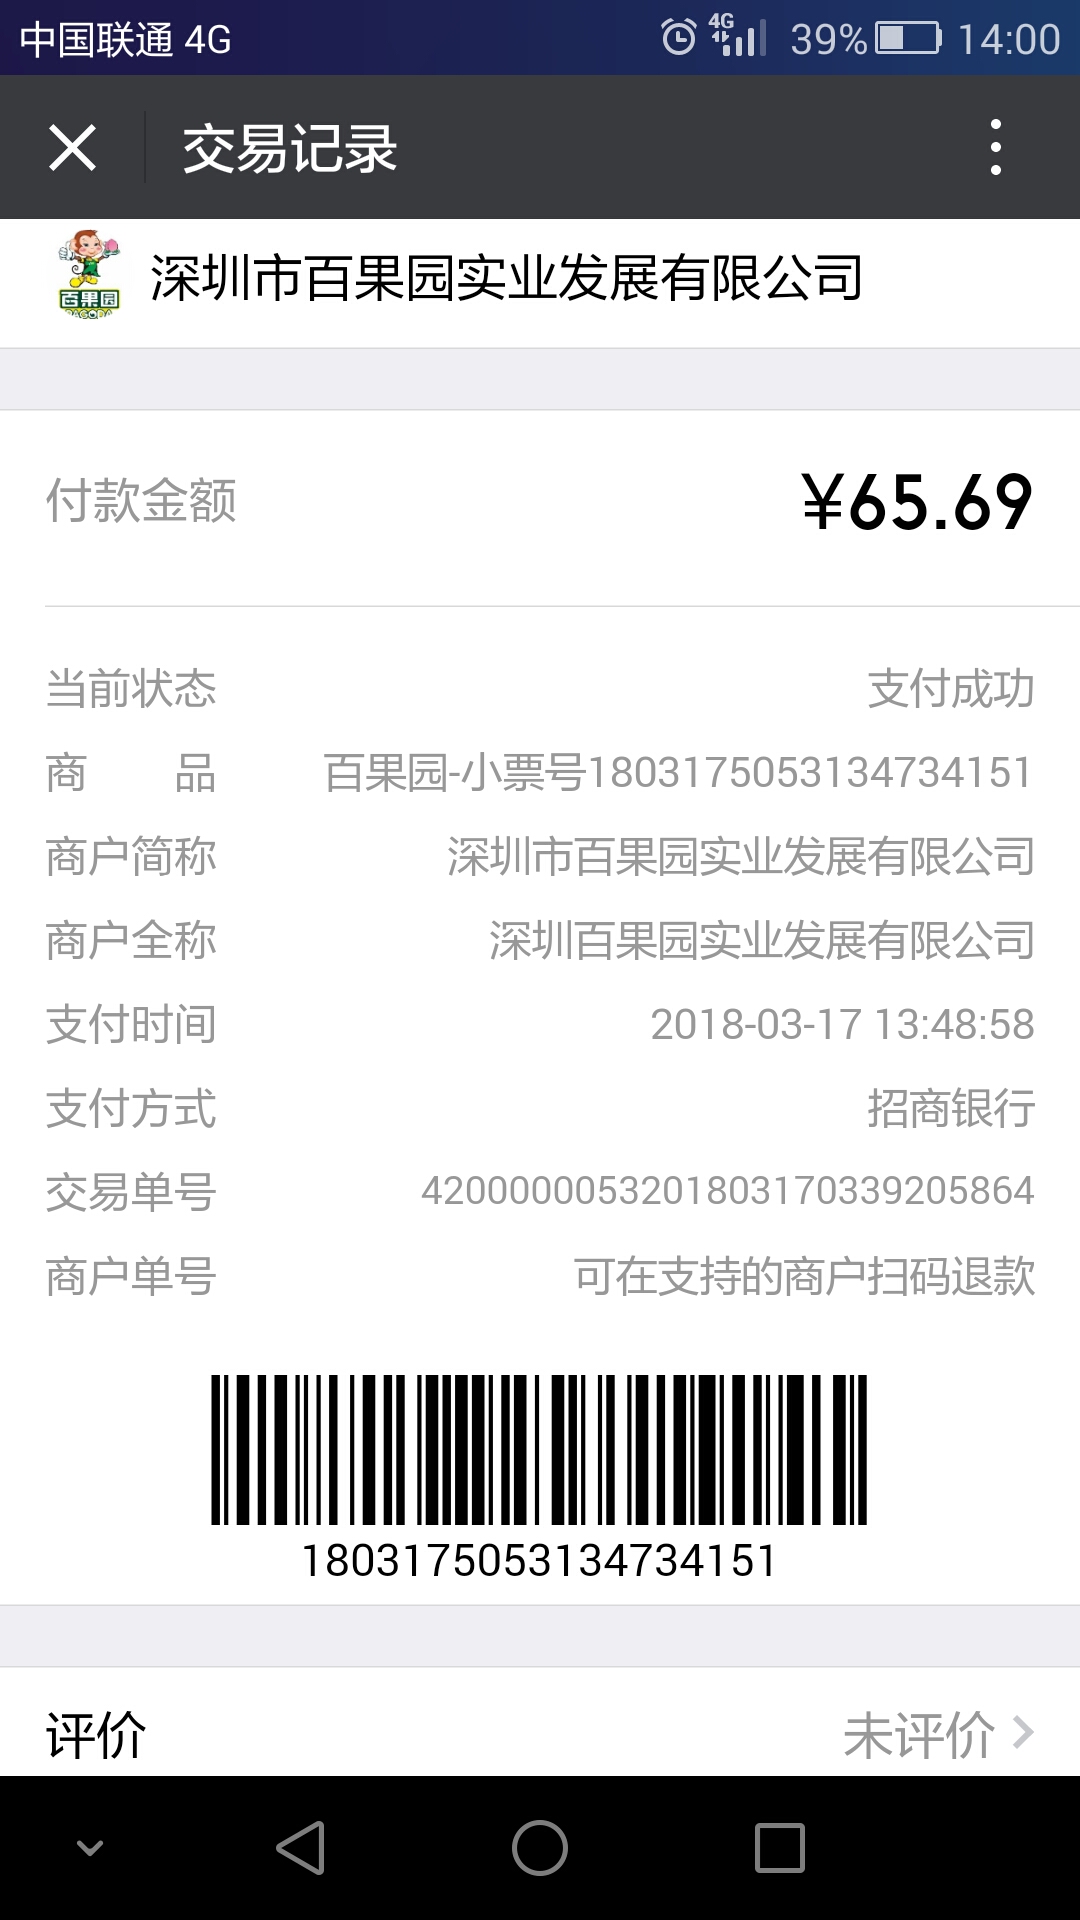 中国联通 4G 4G 39% 14:00
交易记录
百果园
PAGODA
深圳市百果园实业发展有限公司
付款金额 ¥65.69
当前状态 支付成功
商 品 百果园-小票号1803175053134734151
商户简称 深圳市百果园实业发展有限公司
商户全称 深圳百果园实业发展有限公司
支付时间 2018-03-17 13:48:58
支付方式 招商银行
交易单号 4200000053201803170339205864
商户单号 可在支持的商户扫码退款
1803175053134734151
评价 未评价